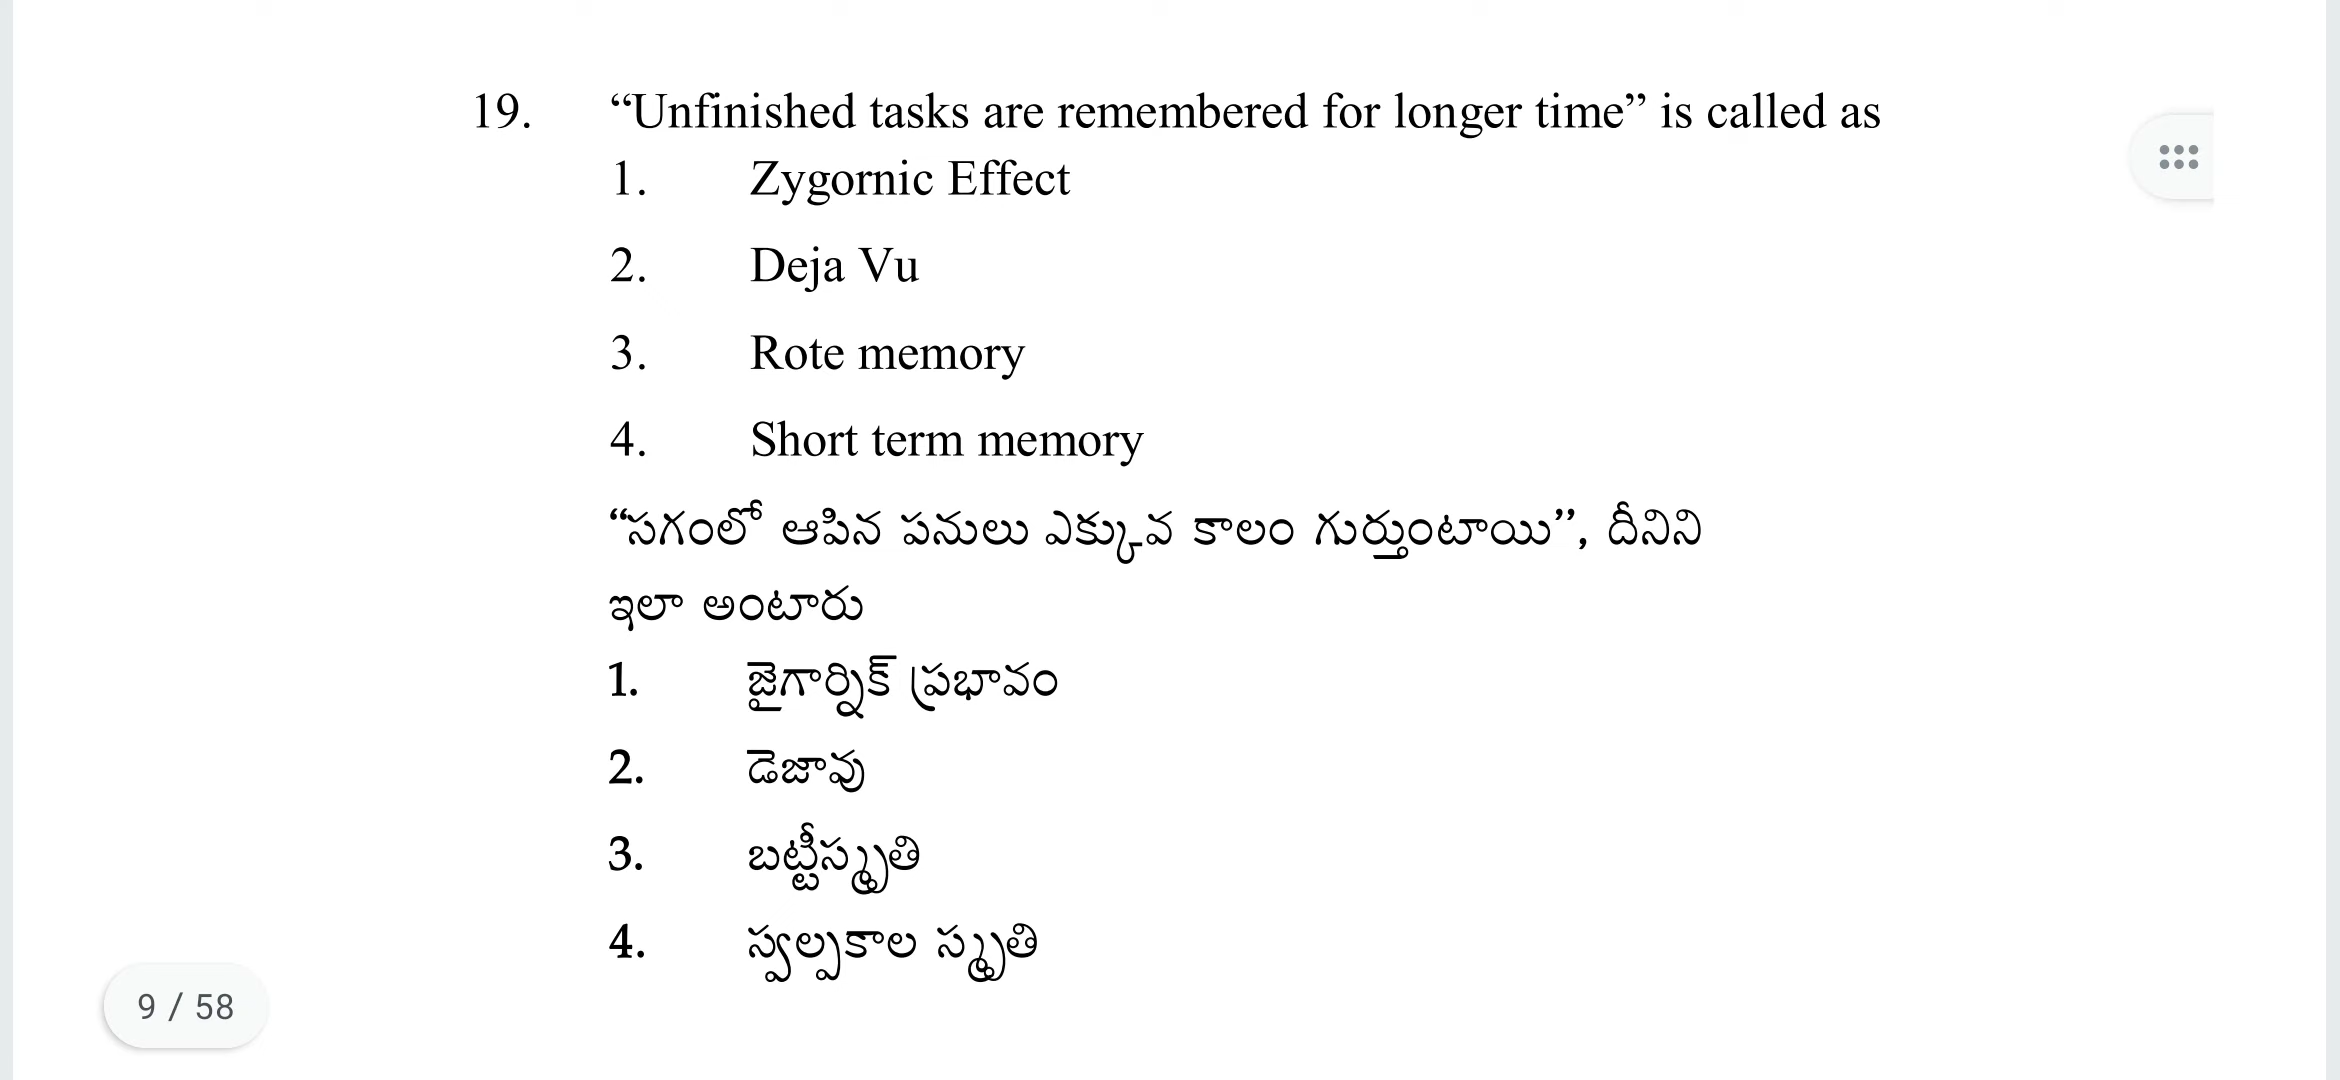 19. “Unfinished tasks are remembered for longer time” is called as
1. Zygornic Effect
2. Deja Vu
3. Rote memory
4. Short term memory
“సగంలో ఆపిన పనులు ఎక్కువ కాలం గుర్తుంటాయి”, దీనిని
ఇలా అంటారు
1. జైగార్నిక్ ప్రభావం
2. డెజావు
3. బట్టీస్మృతి
4. స్వల్పకాల స్మృతి
9 / 58